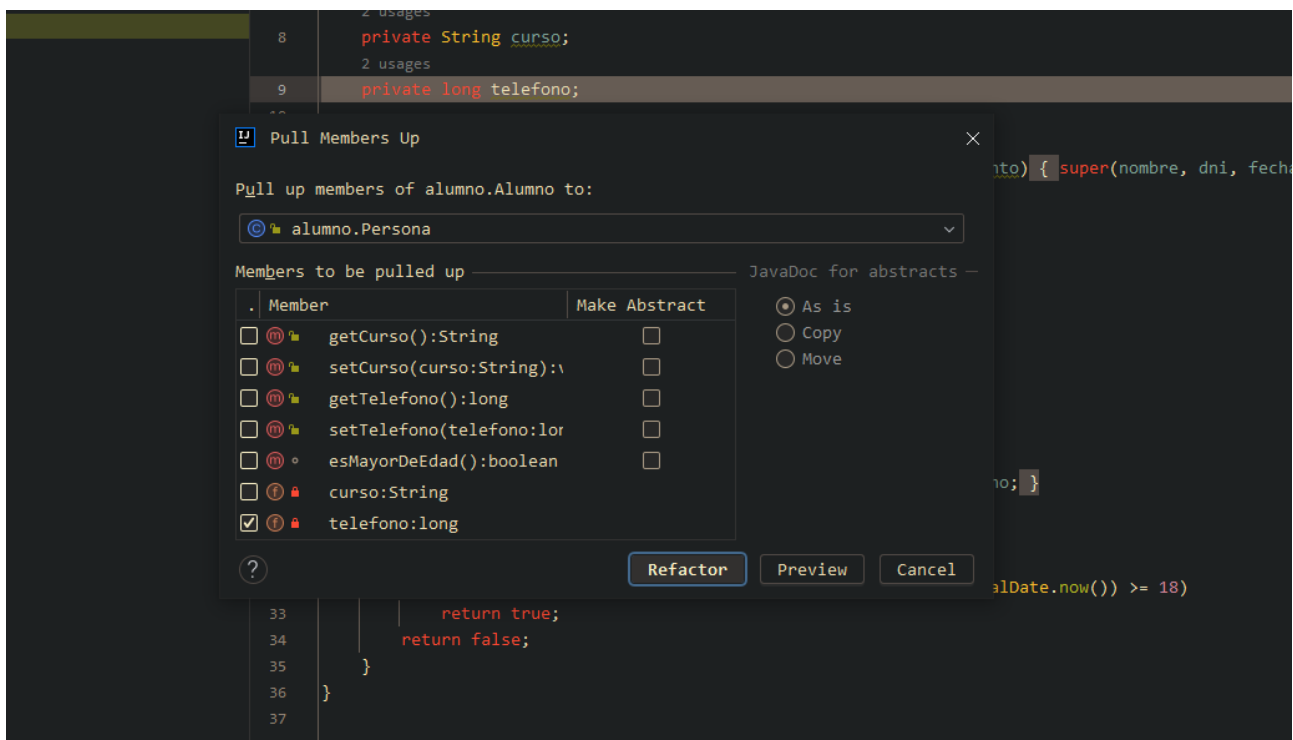 2 usages
8 private String curso;
2 usages
9 private long telefono;
10
Pull Members Up
nto) { super(nombre, dni, fecha
Pull up members of alumno.Alumno to:
alumno.Persona
Members to be pulled up
JavaDoc for abstracts
. Member Make Abstract
As is
getCurso():String
Copy
setCurso(curso:String):v
Move
getTelefono():long
setTelefono(telefono:lon
esMayorDeEdad():boolean
curso:String
no; }
telefono:long
? Refactor Preview Cancel
alDate.now()) >= 18)
33 return true;
34 return false;
35 }
36 }
37